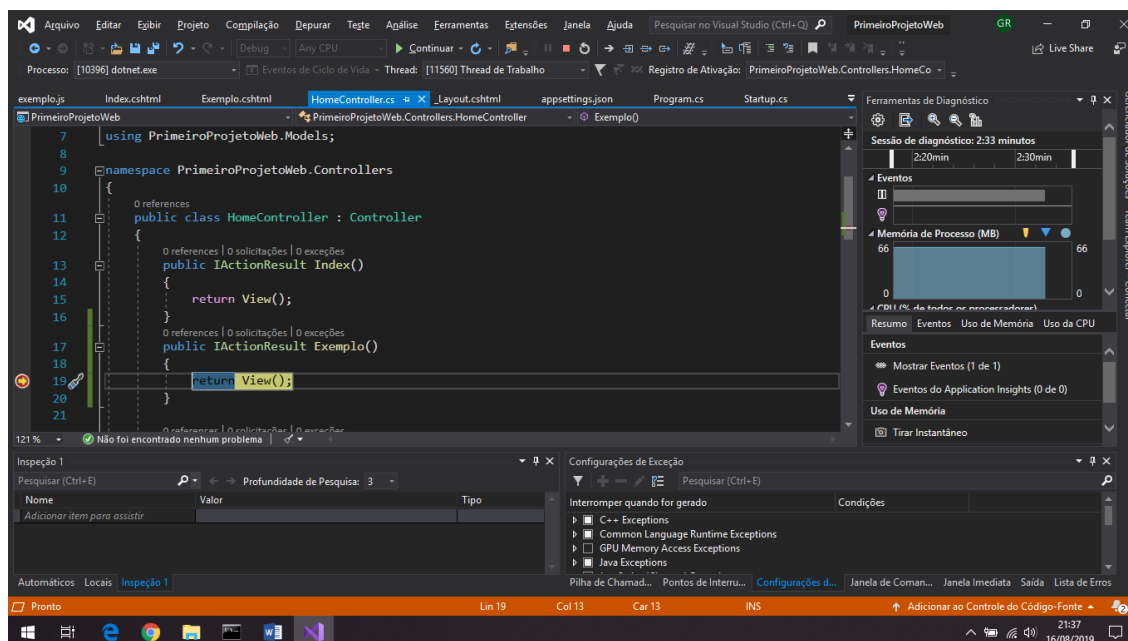 Arquivo Editar Exibir Projeto Compilação Depurar Teste Análise Ferramentas Extensões Janela Ajuda Pesquisar no Visual Studio (Ctrl+Q) PrimeiroProjetoWeb GR
Debug Any CPU Continuar Live Share
Processo: [10396] dotnet.exe Eventos de Ciclo de Vida Thread: [11560] Thread de Trabalho Registro de Ativação: PrimeiroProjetoWeb.Controllers.HomeCo
exemplo.js Index.cshtml Exemplo.cshtml HomeController.cs _Layout.cshtml appsettings.json Program.cs Startup.cs
PrimeiroProjetoWeb PrimeiroProjetoWeb.Controllers.HomeController Exemplo()
7 using PrimeiroProjetoWeb.Models;
8
9 namespace PrimeiroProjetoWeb.Controllers
10 {
0 references
11 public class HomeController : Controller
12 {
0 references | 0 solicitações | 0 exceções
13 public IActionResult Index()
14 {
15 return View();
16 }
0 references | 0 solicitações | 0 exceções
17 public IActionResult Exemplo()
18 {
19 return View();
20 }
21
0 references | 0 solicitações | 0 exceções
121 % Não foi encontrado nenhum problema
Ferramentas de Diagnóstico
Sessão de diagnóstico: 2:33 minutos
2:20min 2:30min
Eventos
Memória de Processo (MB)
66 66
0 0
CPU (% de todos os processadores)
Resumo Eventos Uso de Memória Uso da CPU
Eventos
Mostrar Eventos (1 de 1)
Eventos do Application Insights (0 de 0)
Uso de Memória
Tirar Instantâneo
Inspeção 1
Pesquisar (Ctrl+E) Profundidade de Pesquisa: 3
Nome Valor Tipo
Adicionar item para assistir
Automáticos Locais Inspeção 1
Configurações de Exceção
Pesquisar (Ctrl+E)
Interromper quando for gerado Condições
C++ Exceptions
Common Language Runtime Exceptions
GPU Memory Access Exceptions
Java Exceptions
Pilha de Chamad... Pontos de Interru... Configurações d... Janela de Coman... Janela Imediata Saída Lista de Erros
Pronto Lin 19 Col 13 Car 13 INS Adicionar ao Controle do Código-Fonte 2
21:37
16/08/2019